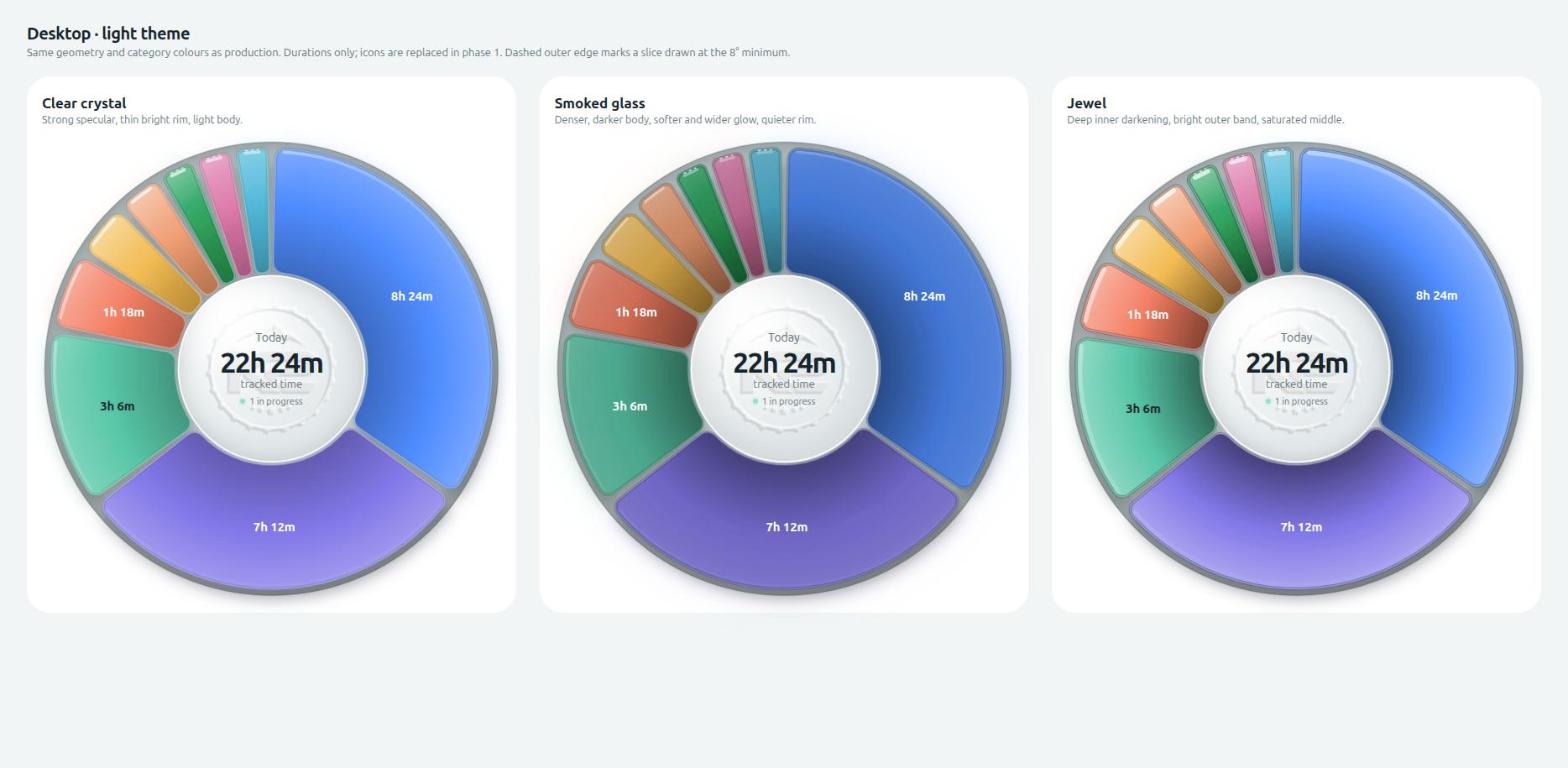 Desktop · light theme
Same geometry and category colours as production. Durations only; icons are replaced in phase 1. Dashed outer edge marks a slice drawn at the 8° minimum.
Clear crystal
Strong specular, thin bright rim, light body.
8h 24m
1h 18m
Today
22h 24m
tracked time
1 in progress
3h 6m
7h 12m
Smoked glass
Denser, darker body, softer and wider glow, quieter rim.
8h 24m
1h 18m
Today
22h 24m
tracked time
1 in progress
3h 6m
7h 12m
Jewel
Deep inner darkening, bright outer band, saturated middle.
8h 24m
1h 18m
Today
22h 24m
tracked time
1 in progress
3h 6m
7h 12m